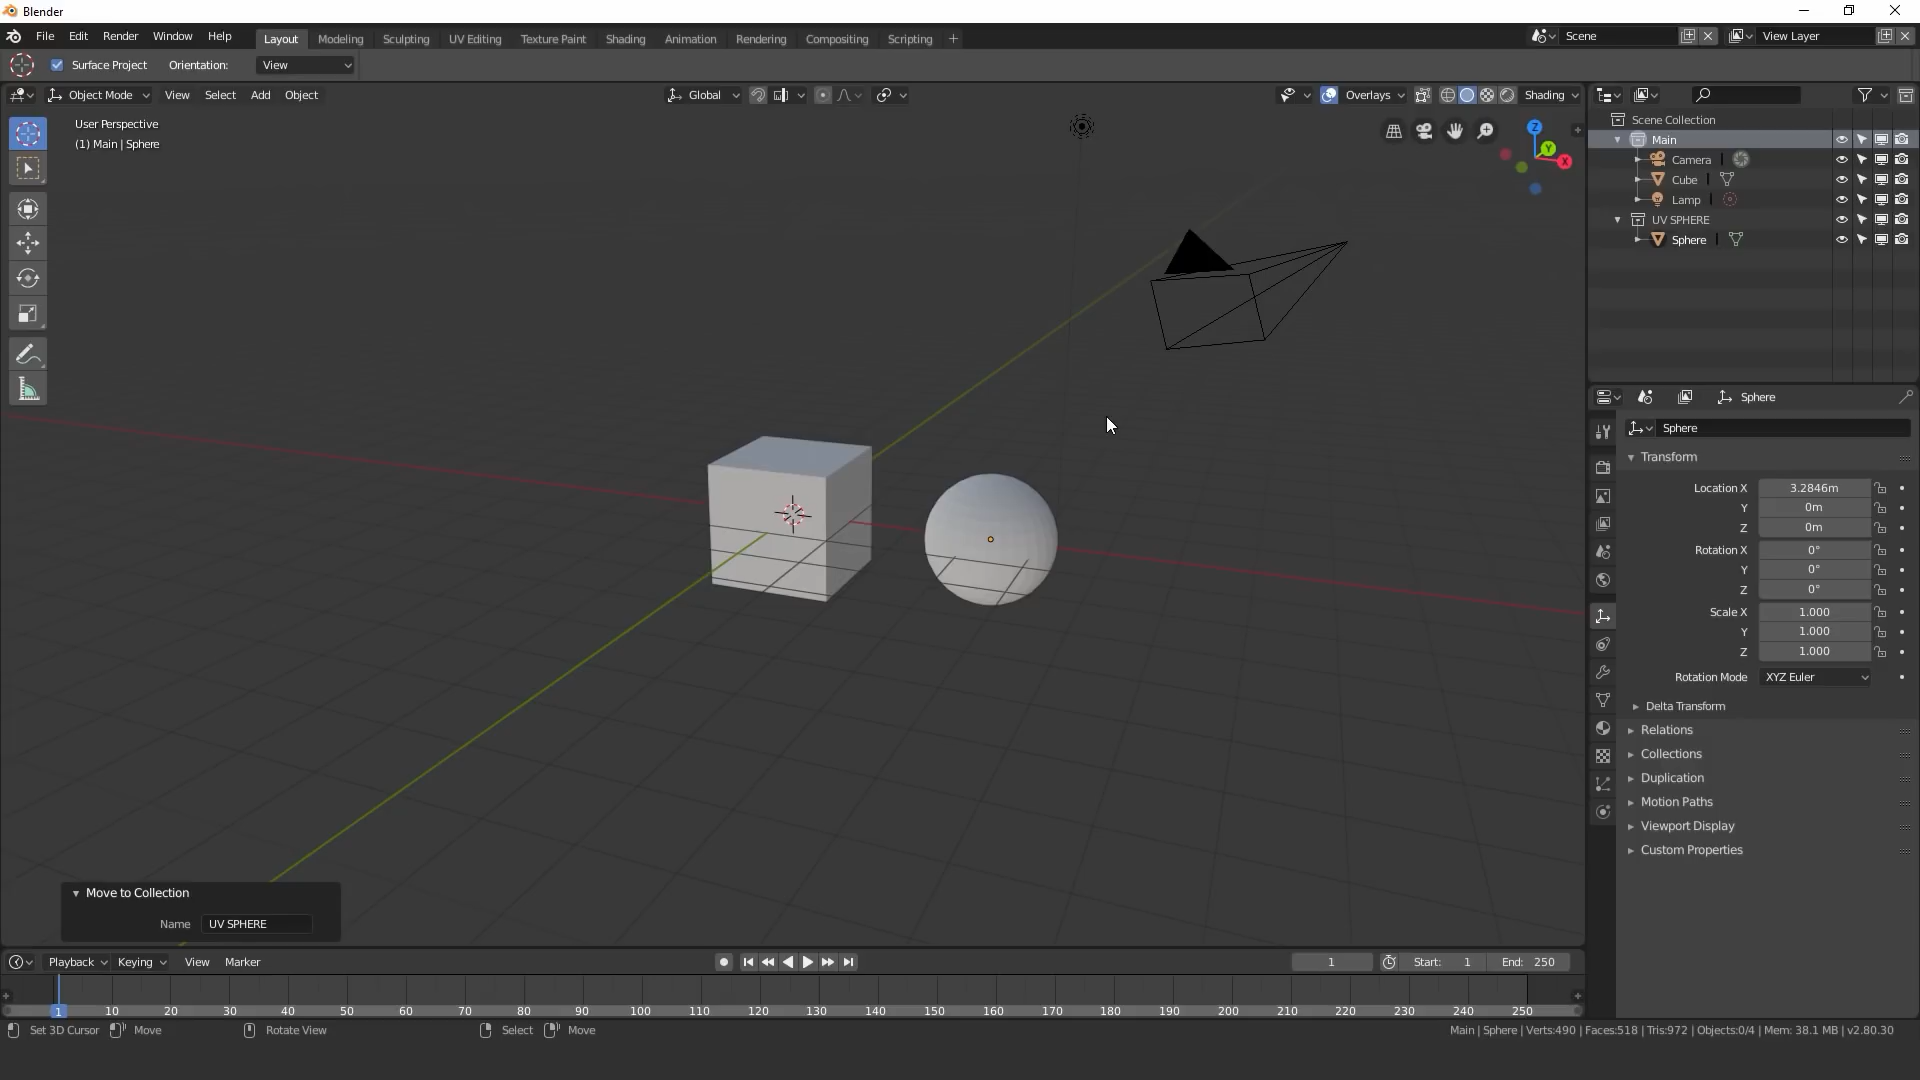 Blender
File Edit Render Window Help Layout Modeling Sculpting UV Editing Texture Paint Shading Animation Rendering Compositing Scripting + Scene View Layer
Surface Project Orientation: View
Object Mode View Select Add Object Global Overlays Shading
User Perspective
(1) Main | Sphere
Z
Y
X
Scene Collection
Main
Camera
Cube
Lamp
UV SPHERE
Sphere
Sphere
Sphere
Transform
Location X 3.2846m
Y 0m
Z 0m
Rotation X 0°
Y 0°
Z 0°
Scale X 1.000
Y 1.000
Z 1.000
Rotation Mode XYZ Euler
Delta Transform
Relations
Collections
Duplication
Motion Paths
Viewport Display
Custom Properties
Move to Collection
Name UV SPHERE
Playback Keying View Marker 1 Start: 1 End: 250
1 10 20 30 40 50 60 70 80 90 100 110 120 130 140 150 160 170 180 190 200 210 220 230 240 250
Set 3D Cursor Move Rotate View Select Move Main | Sphere | Verts:490 | Faces:518 | Tris:972 | Objects:0/4 | Mem: 38.1 MB | v2.80.30